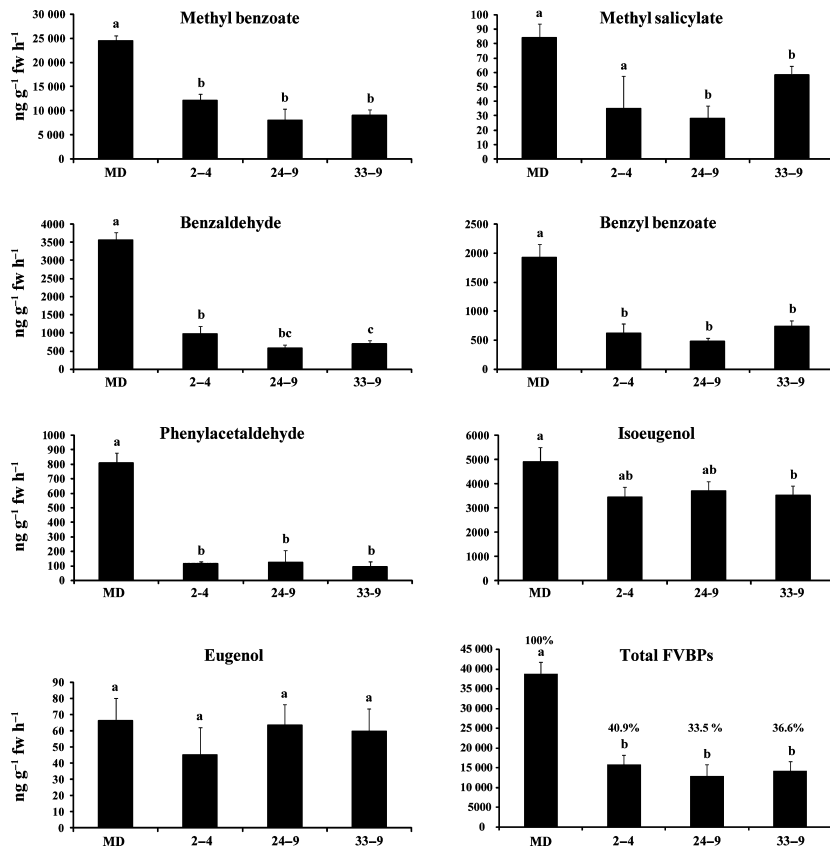 Methyl benzoate
ng g⁻¹ fw h⁻¹
30 000
25 000
20 000
15 000
10 000
5 000
0
a
b
b
b
MD 2–4 24–9 33–9
Methyl salicylate
100
90
80
70
60
50
40
30
20
10
0
a
a
b
b
MD 2–4 24–9 33–9
Benzaldehyde
ng g⁻¹ fw h⁻¹
4000
3500
3000
2500
2000
1500
1000
500
0
a
b
bc
c
MD 2–4 24–9 33–9
Benzyl benzoate
2500
2000
1500
1000
500
0
a
b
b
b
MD 2–4 24–9 33–9
Phenylacetaldehyde
ng g⁻¹ fw h⁻¹
1000
900
800
700
600
500
400
300
200
100
0
a
b
b
b
MD 2-4 24-9 33-9
Isoeugenol
6000
5000
4000
3000
2000
1000
0
a
ab
ab
b
MD 2–4 24–9 33–9
Eugenol
ng g⁻¹ fw h⁻¹
90
80
70
60
50
40
30
20
10
0
a
a
a
a
MD 2–4 24–9 33–9
Total FVBPs
45 000
40 000
35 000
30 000
25 000
20 000
15 000
10 000
5000
0
100%
a
40.9%
b
33.5 %
b
36.6%
b
MD 2–4 24–9 33–9